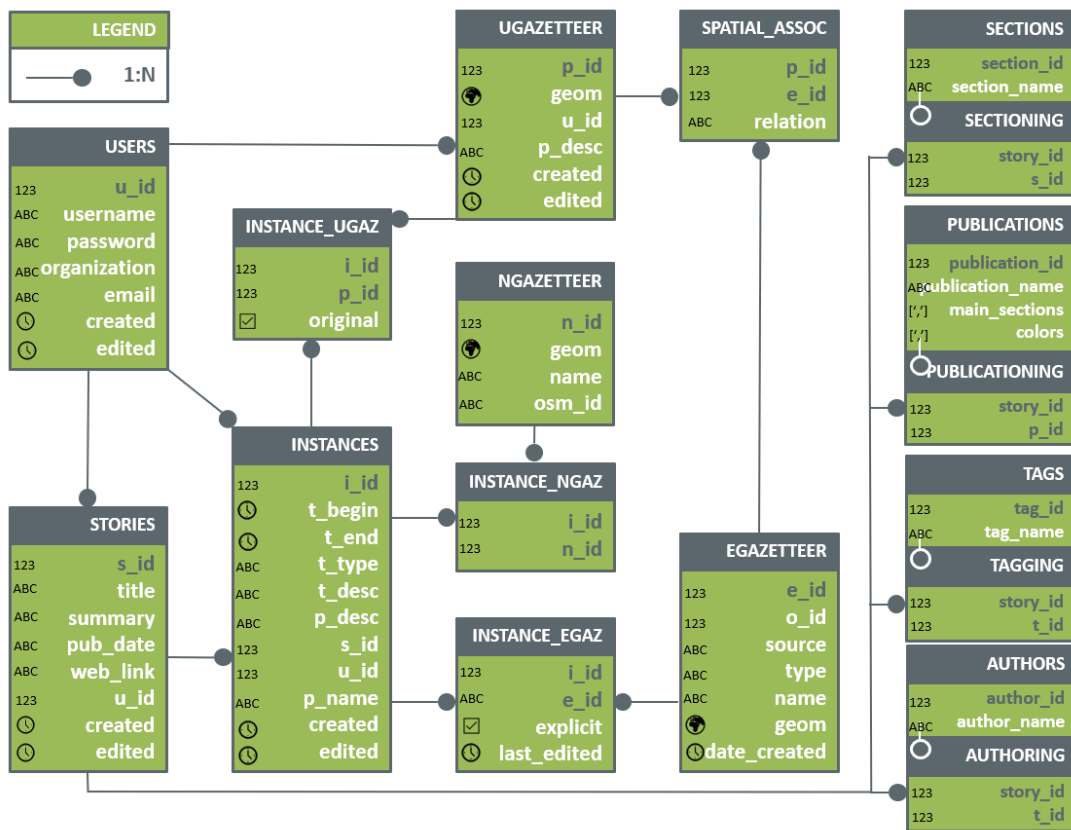 LEGEND
1:N
USERS
123 u_id
ABC username
ABC password
ABC organization
ABC email
created
edited
STORIES
123 s_id
ABC title
ABC summary
ABC pub_date
ABC web_link
123 u_id
created
edited
INSTANCE_UGAZ
123 i_id
123 p_id
original
INSTANCES
123 i_id
t_begin
t_end
ABC t_type
ABC t_desc
ABC p_desc
123 s_id
123 u_id
ABC p_name
created
edited
UGAZETTEER
123 p_id
geom
123 u_id
ABC p_desc
created
edited
NGAZETTEER
123 n_id
geom
ABC name
ABC osm_id
INSTANCE_NGAZ
123 i_id
123 n_id
INSTANCE_EGAZ
123 i_id
ABC e_id
explicit
last_edited
SPATIAL_ASSOC
123 p_id
123 e_id
ABC relation
EGAZETTEER
123 e_id
123 o_id
ABC source
ABC type
ABC name
geom
date_created
SECTIONS
123 section_id
ABC section_name
SECTIONING
123 story_id
123 s_id
PUBLICATIONS
123 publication_id
ABC publication_name
[‘,’] main_sections
[‘,’] colors
PUBLICATIONING
123 story_id
123 p_id
TAGS
123 tag_id
ABC tag_name
TAGGING
123 story_id
123 t_id
AUTHORS
123 author_id
ABC author_name
AUTHORING
123 story_id
123 t_id